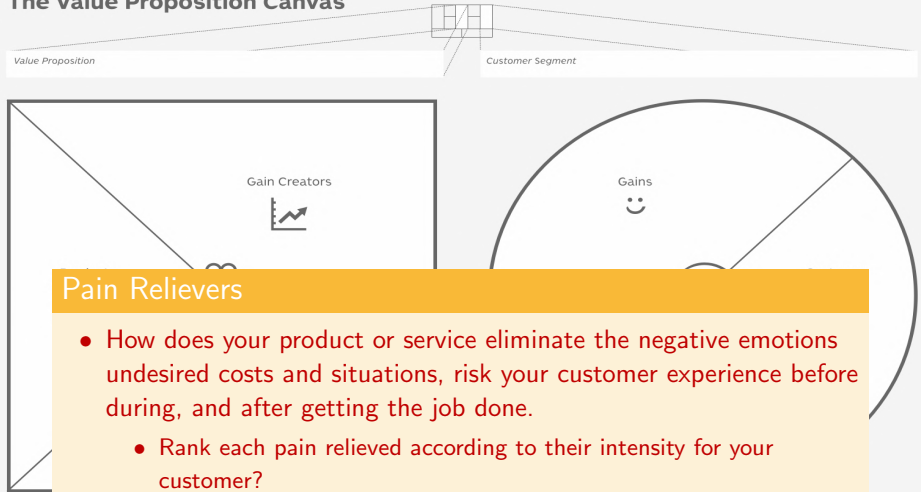 The Value Proposition Canvas
Value Proposition
Customer Segment
Gain Creators
Gains
Pain Relievers
• How does your product or service eliminate the negative emotions
undesired costs and situations, risk your customer experience before
during, and after getting the job done.
• Rank each pain relieved according to their intensity for your
customer?